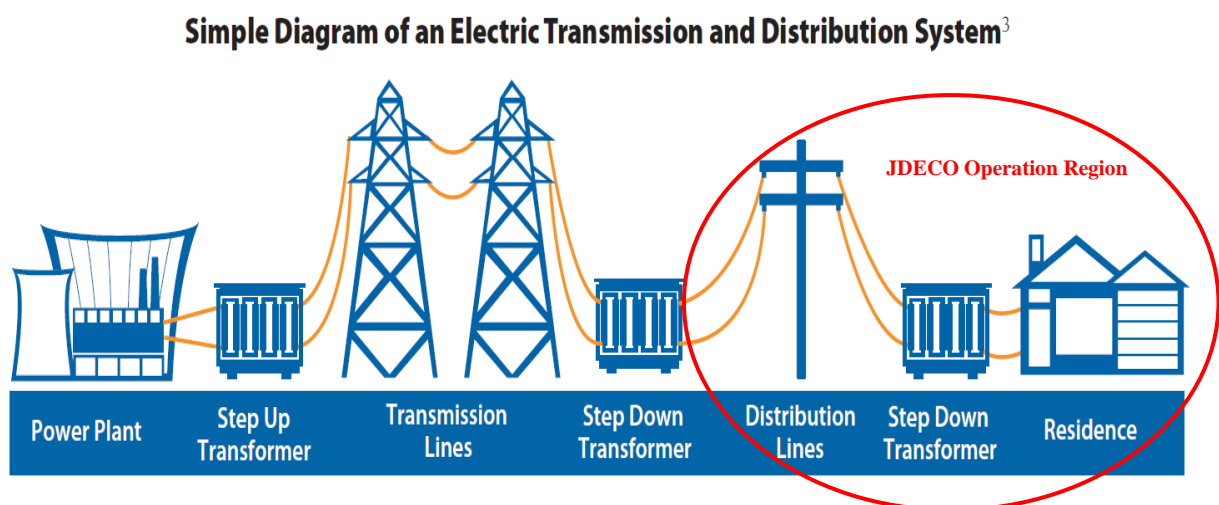 Simple Diagram of an Electric Transmission and Distribution System3
JDECO Operation Region
Power Plant
Step Up
Transformer
Transmission
Lines
Step Down
Transformer
Distribution
Lines
Step Down
Transformer
Residence